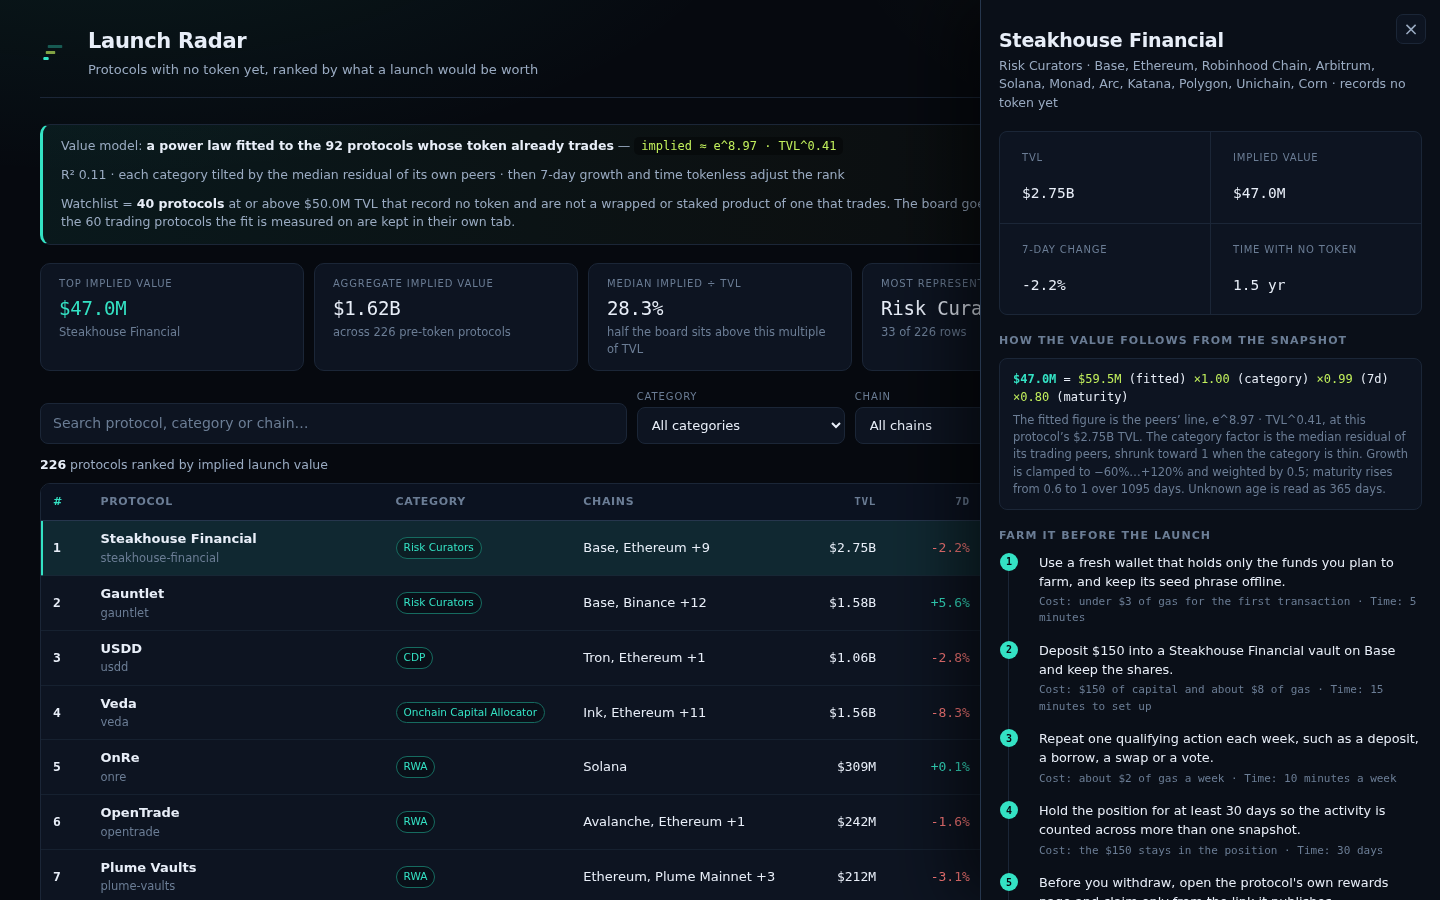 Launch Radar
Protocols with no token yet, ranked by what a launch would be worth
Value model: a power law fitted to the 92 protocols whose token already trades — implied ≈ e^8.97 · TVL^0.41
R² 0.11 · each category tilted by the median residual of its own peers · then 7-day growth and time tokenless adjust the rank
Watchlist = 40 protocols at or above $50.0M TVL that record no token and are not a wrapped or staked product of one that trades. The board
the 60 trading protocols the fit is measured on are kept in their own tab.
TOP IMPLIED VALUE
$47.0M
Steakhouse Financial
AGGREGATE IMPLIED VALUE
$1.62B
across 226 pre-token protocols
MEDIAN IMPLIED ÷ TVL
28.3%
half the board sits above this multiple
of TVL
MOST REPRESENT
Risk Cura
33 of 226 rows
Search protocol, category or chain…
CATEGORY
All categories
CHAIN
All chains
226 protocols ranked by implied launch value
# PROTOCOL CATEGORY CHAINS TVL 7D
1 Steakhouse Financial Risk Curators Base, Ethereum +9 $2.75B -2.2%
steakhouse-financial
2 Gauntlet Risk Curators Base, Binance +12 $1.58B +5.6%
gauntlet
3 USDD CDP Tron, Ethereum +1 $1.06B -2.8%
usdd
4 Veda Onchain Capital Allocator Ink, Ethereum +11 $1.56B -8.3%
veda
5 OnRe RWA Solana $309M +0.1%
onre
6 OpenTrade RWA Avalanche, Ethereum +1 $242M -1.6%
opentrade
7 Plume Vaults RWA Ethereum, Plume Mainnet +3 $212M -3.1%
plume-vaults
×
Steakhouse Financial
Risk Curators · Base, Ethereum, Robinhood Chain, Arbitrum,
Solana, Monad, Arc, Katana, Polygon, Unichain, Corn · records no
token yet
TVL
$2.75B
IMPLIED VALUE
$47.0M
7-DAY CHANGE
-2.2%
TIME WITH NO TOKEN
1.5 yr
HOW THE VALUE FOLLOWS FROM THE SNAPSHOT
$47.0M = $59.5M (fitted) ×1.00 (category) ×0.99 (7d)
×0.80 (maturity)
The fitted figure is the peers’ line, e^8.97 · TVL^0.41, at this
protocol’s $2.75B TVL. The category factor is the median residual of
its trading peers, shrunk toward 1 when the category is thin. Growth
is clamped to −60%…+120% and weighted by 0.5; maturity rises
from 0.6 to 1 over 1095 days. Unknown age is read as 365 days.
FARM IT BEFORE THE LAUNCH
1 Use a fresh wallet that holds only the funds you plan to
farm, and keep its seed phrase offline.
Cost: under $3 of gas for the first transaction · Time: 5
minutes
2 Deposit $150 into a Steakhouse Financial vault on Base
and keep the shares.
Cost: $150 of capital and about $8 of gas · Time: 15
minutes to set up
3 Repeat one qualifying action each week, such as a deposit,
a borrow, a swap or a vote.
Cost: about $2 of gas a week · Time: 10 minutes a week
4 Hold the position for at least 30 days so the activity is
counted across more than one snapshot.
Cost: the $150 stays in the position · Time: 30 days
5 Before you withdraw, open the protocol's own rewards
page and claim only from the link it publishes.